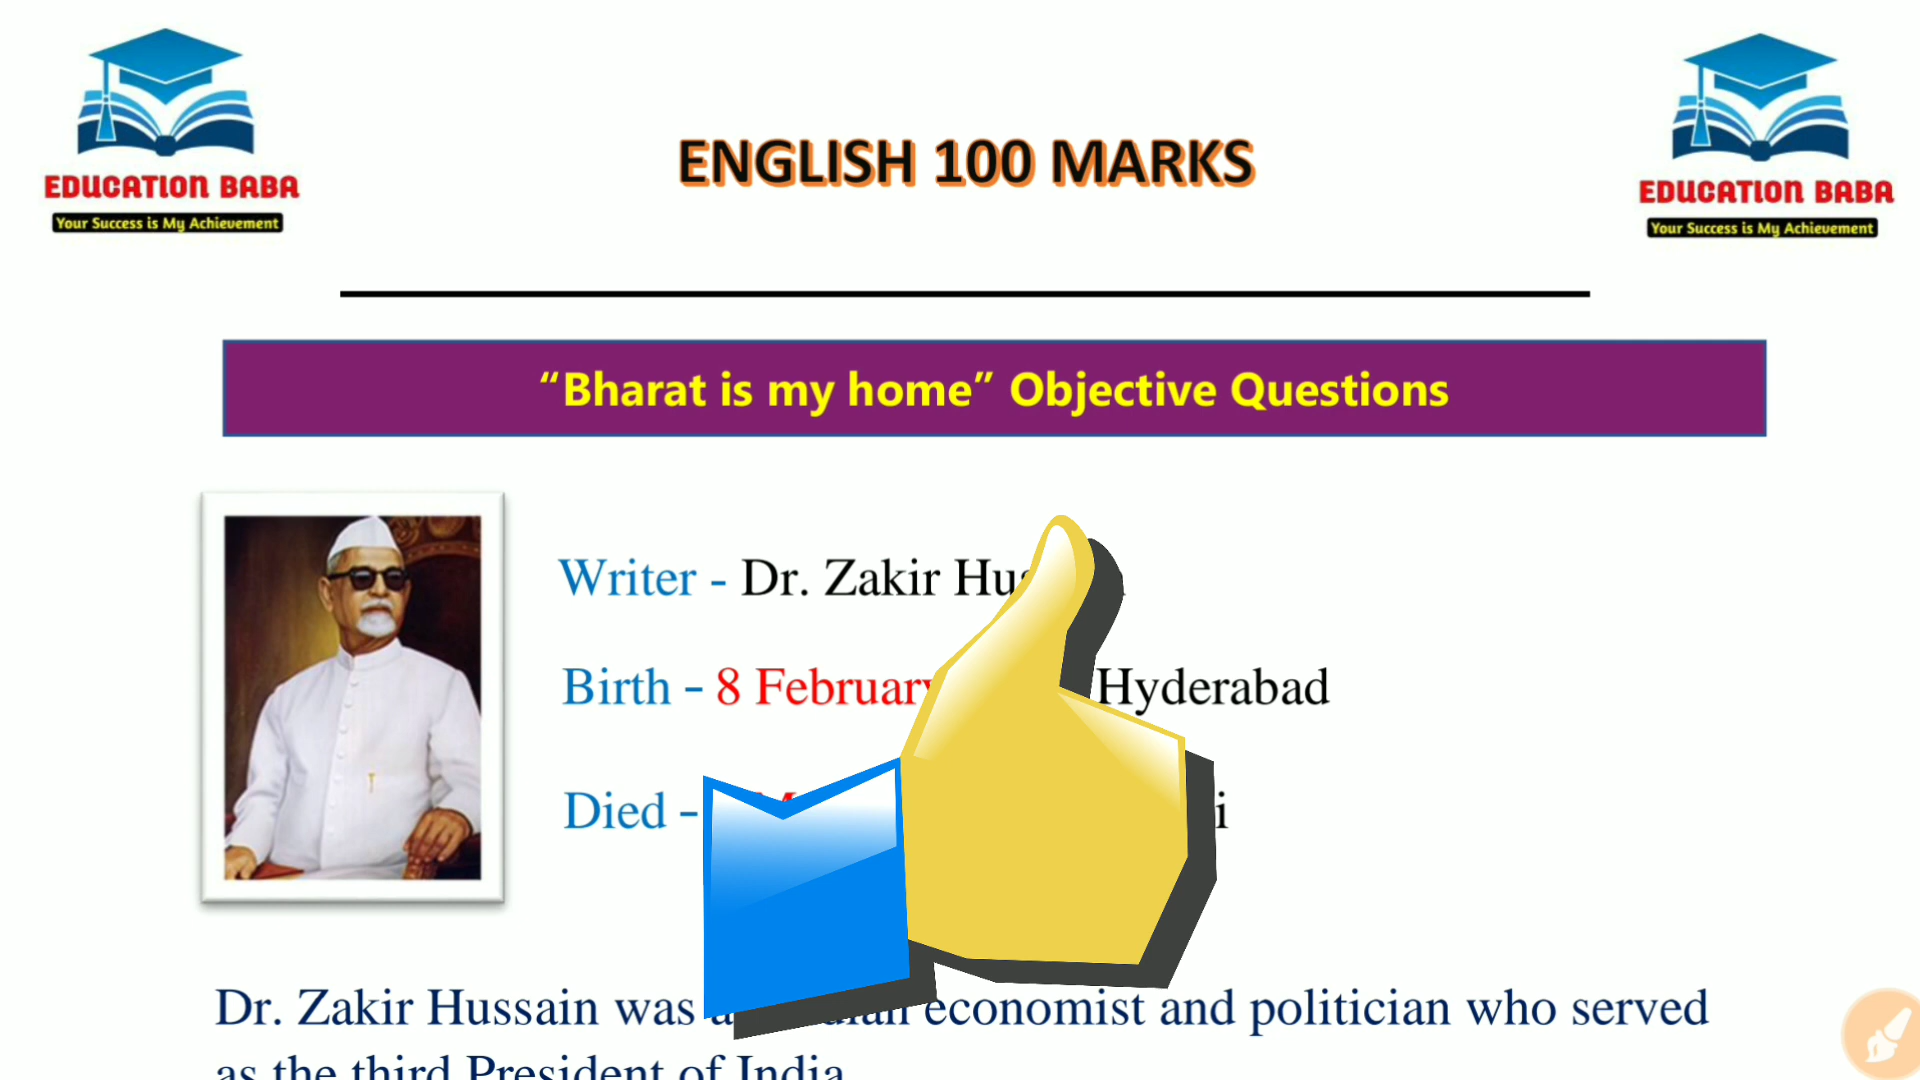 EDUCATION BABA
Your Success is My Achievement
ENGLISH 100 MARKS
EDUCATION BABA
Your Success is My Achievement
“Bharat is my home” Objective Questions
Writer - Dr. Zakir
Birth - 8 February Hyderabad
Died -
Dr. Zakir Hussain was economist and politician who served
as the third President of India